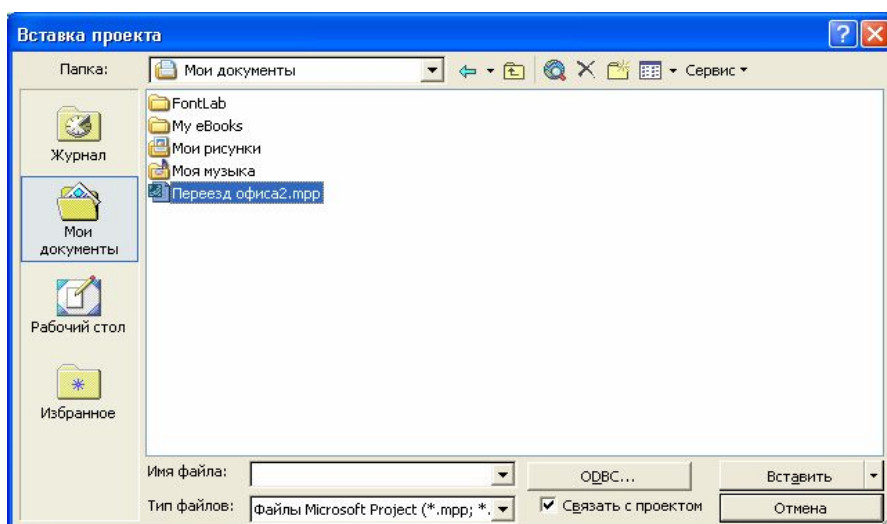 Вставка проекта
Папка: Мои документы Сервис
FontLab
My eBooks
Мои рисунки
Моя музыка
Переезд офиса2.mpp
Журнал
Мои документы
Рабочий стол
Избранное
Имя файла: ODBC... Вставить
Тип файлов: Файлы Microsoft Project (*.mpp; *. Связать с проектом Отмена